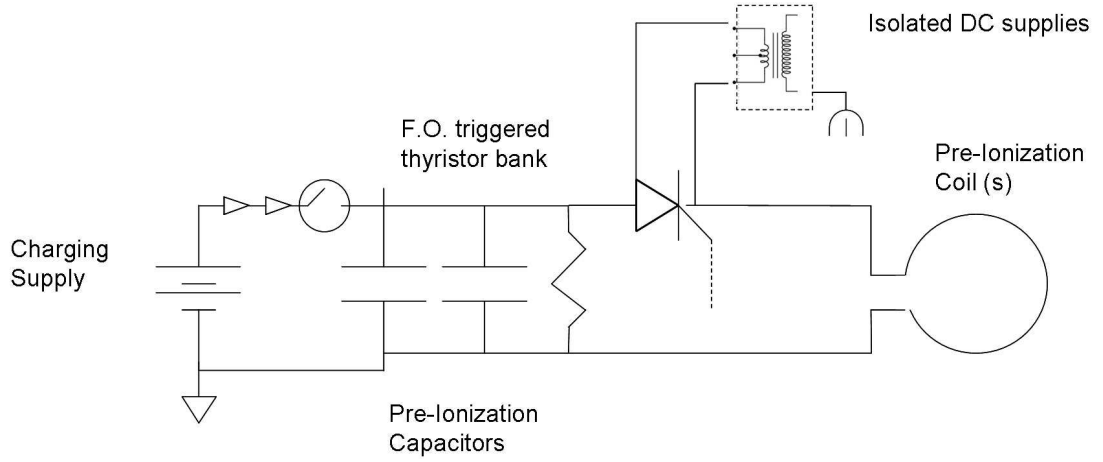 Isolated DC supplies
F.O. triggered
thyristor bank
Pre-Ionization
Coil (s)
Charging
Supply
Pre-Ionization
Capacitors